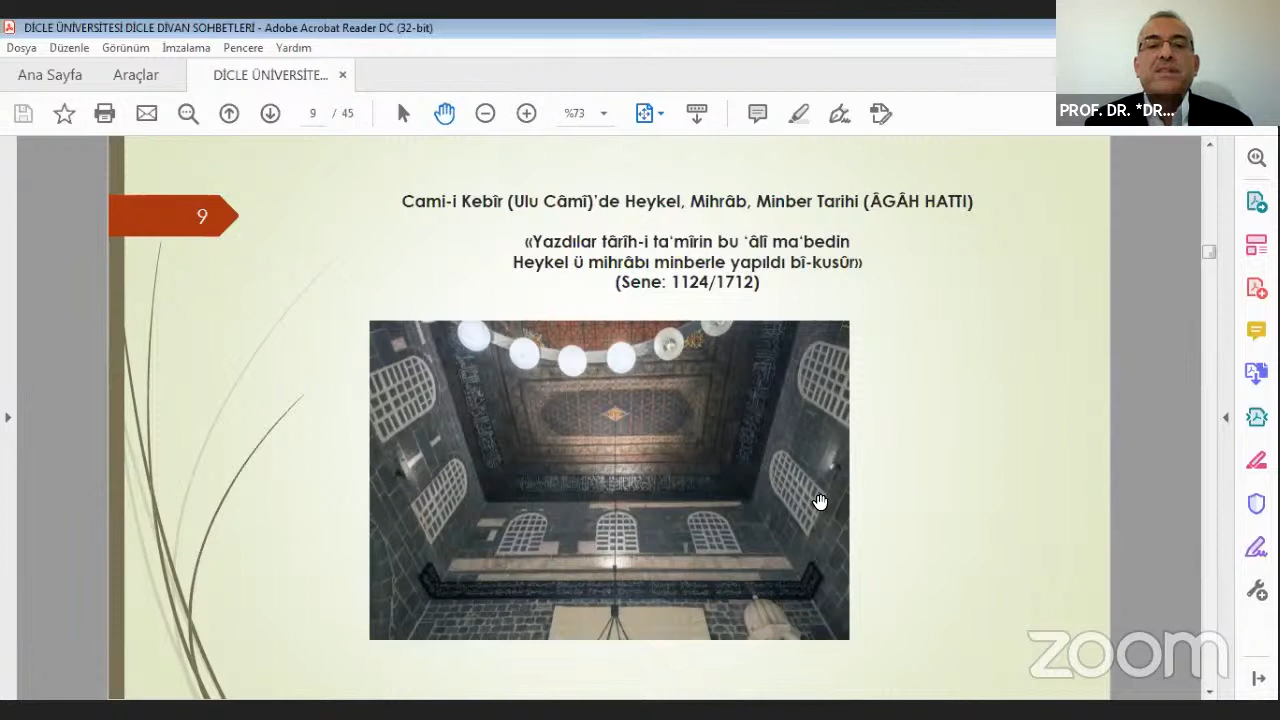 DİCLE ÜNİVERSİTESİ DİCLE DİVAN SOHBETLERİ - Adobe Acrobat Reader DC (32-bit)
Dosya Düzenle Görünüm İmzalama Pencere Yardım
Ana Sayfa Araçlar DİCLE ÜNİVERSİTE... ×
9 / 45 %73
PROF. DR. *DR...
9
Cami-i Kebîr (Ulu Câmî)’de Heykel, Mihrâb, Minber Tarihi (ÂGÂH HATTI)
«Yazdılar târîh-i ta‘mîrin bu ‘âlî ma‘bedin
Heykel ü mihrâbı minberle yapıldı bî-kusûr»
(Sene: 1124/1712)
zoom